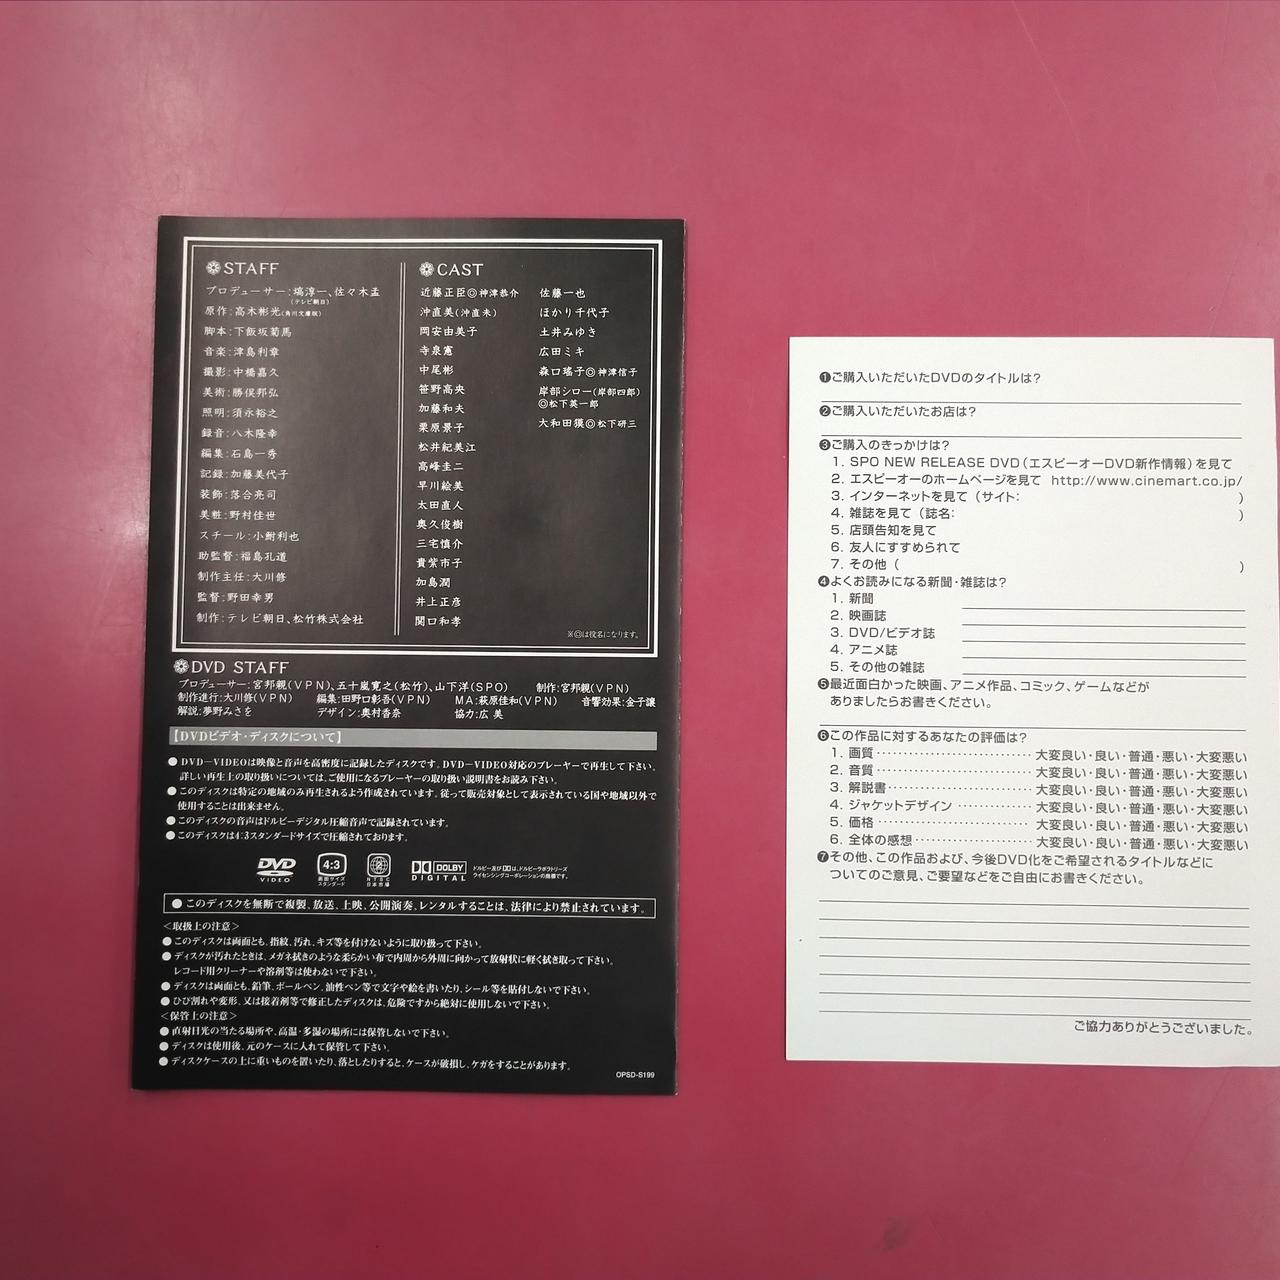 STAFF
プロデューサー:塙淳一、佐々木孟
(テレビ朝日)
原作:高木彬光(角川文庫版)
脚本:下飯坂菊馬
音楽:津島利章
撮影:中橋嘉久
美術:勝俣邦弘
照明:須永裕之
録音:八木隆幸
編集:石島一秀
記録:加藤美代子
装飾:落合亮司
美粧:野村佳世
スチール:小鮒利也
助監督:福島孔道
制作主任:大川修
監督:野田幸男
制作:テレビ朝日、松竹株式会社
CAST
近藤正臣◎神津恭介
沖直美(沖直未)
岡安由美子
寺泉憲
中尾彬
笹野高央
加藤和夫
栗原景子
松井紀美江
高峰圭二
早川絵美
太田直人
奥久俊樹
三宅慎介
貴紫市子
加島潤
井上正彦
関口和孝
佐藤一也
ほかり千代子
土井みゆき
広田ミキ
森口瑤子◎神津信子
岸部シロー(岸部四郎)
◎松下英一郎
大和田獏◎松下研三
※◎は役名になります。
DVD STAFF
プロデューサー:宮邦親(VPN)、五十嵐寛之(松竹)、山下洋(SPO) 制作:宮邦親(VPN)
制作進行:大川修(VPN) 編集:田野口彰吾(VPN) MA:萩原佳和(VPN) 音響効果:金子譲
解説:夢野みさを デザイン:奥村香奈 協力:広 美
【DVDビデオ・ディスクについて】
●DVD-VIDEOは映像と音声を高密度に記録したディスクです。DVD-VIDEO対応のプレーヤーで再生して下さい。
詳しい再生上の取り扱いについては、ご使用になるプレーヤーの取り扱い説明書をお読み下さい。
●このディスクは特定の地域のみ再生されるよう作成されています。従って販売対象として表示されている国や地域以外で
使用することは出来ません。
●このディスクの音声はドルビーデジタル圧縮音声で記録されています。
●このディスクは4:3スタンダードサイズで圧縮されております。
DVD VIDEO
4:3
画面サイズ
スタンダード
2
NTSC
日本市場
DOLBY DIGITAL
ドルビー及びDDは、ドルビーラボラトリーズ
ライセンシングコーポレーションの商標です。
●このディスクを無断で複製、放送、上映、公開演奏、レンタルすることは、法律により禁止されています。
<取扱上の注意>
●このディスクは両面とも、指紋、汚れ、キズ等を付けないように取り扱って下さい。
●ディスクが汚れたときは、メガネ拭きのような柔らかい布で内周から外周に向かって放射状に軽く拭き取って下さい。
レコード用クリーナーや溶剤等は使わないで下さい。
●ディスクは両面とも、鉛筆、ボールペン、油性ペン等で文字や絵を書いたり、シール等を貼付しないで下さい。
●ひび割れや変形、又は接着剤等で修正したディスクは、危険ですから絶対に使用しないで下さい。
<保管上の注意>
●直射日光の当たる場所や、高温・多湿の場所には保管しないで下さい。
●ディスクは使用後、元のケースに入れて保管して下さい。
●ディスクケースの上に重いものを置いたり、落としたりすると、ケースが破損し、ケガをすることがあります。
OPSD-S199
❶ご購入いただいたDVDのタイトルは?
❷ご購入いただいたお店は?
❸ご購入のきっかけは?
1. SPO NEW RELEASE DVD(エスピーオーDVD新作情報)を見て
2. エスピーオーのホームページを見て http://www.cinemart.co.jp/
3. インターネットを見て(サイト: )
4. 雑誌を見て(誌名: )
5. 店頭告知を見て
6. 友人にすすめられて
7. その他( )
❹よくお読みになる新聞・雑誌は?
1. 新聞
2. 映画誌
3. DVD/ビデオ誌
4. アニメ誌
5. その他の雑誌
❺最近面白かった映画、アニメ作品、コミック、ゲームなどが
ありましたらお書きください。
❻この作品に対するあなたの評価は?
1. 画質‥‥‥‥‥‥‥‥‥‥大変良い・良い・普通・悪い・大変悪い
2. 音質‥‥‥‥‥‥‥‥‥‥大変良い・良い・普通・悪い・大変悪い
3. 解説書‥‥‥‥‥‥‥‥‥大変良い・良い・普通・悪い・大変悪い
4. ジャケットデザイン‥‥‥‥大変良い・良い・普通・悪い・大変悪い
5. 価格‥‥‥‥‥‥‥‥‥‥大変良い・良い・普通・悪い・大変悪い
6. 全体の感想‥‥‥‥‥‥‥大変良い・良い・普通・悪い・大変悪い
❼その他、この作品および、今後DVD化をご希望されるタイトルなどに
ついてのご意見、ご要望などをご自由にお書きください。
ご協力ありがとうございました。